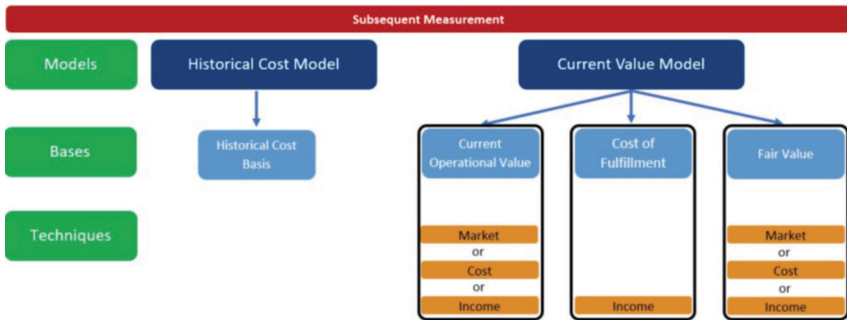 Subsequent Measurement
Models
Historical Cost Model
Current Value Model
Bases
Historical Cost
Basis
Current
Operational Value
Cost of
Fulfillment
Fair Value
Techniques
Market
or
Cost
or
Income
Income
Market
or
Cost
or
Income